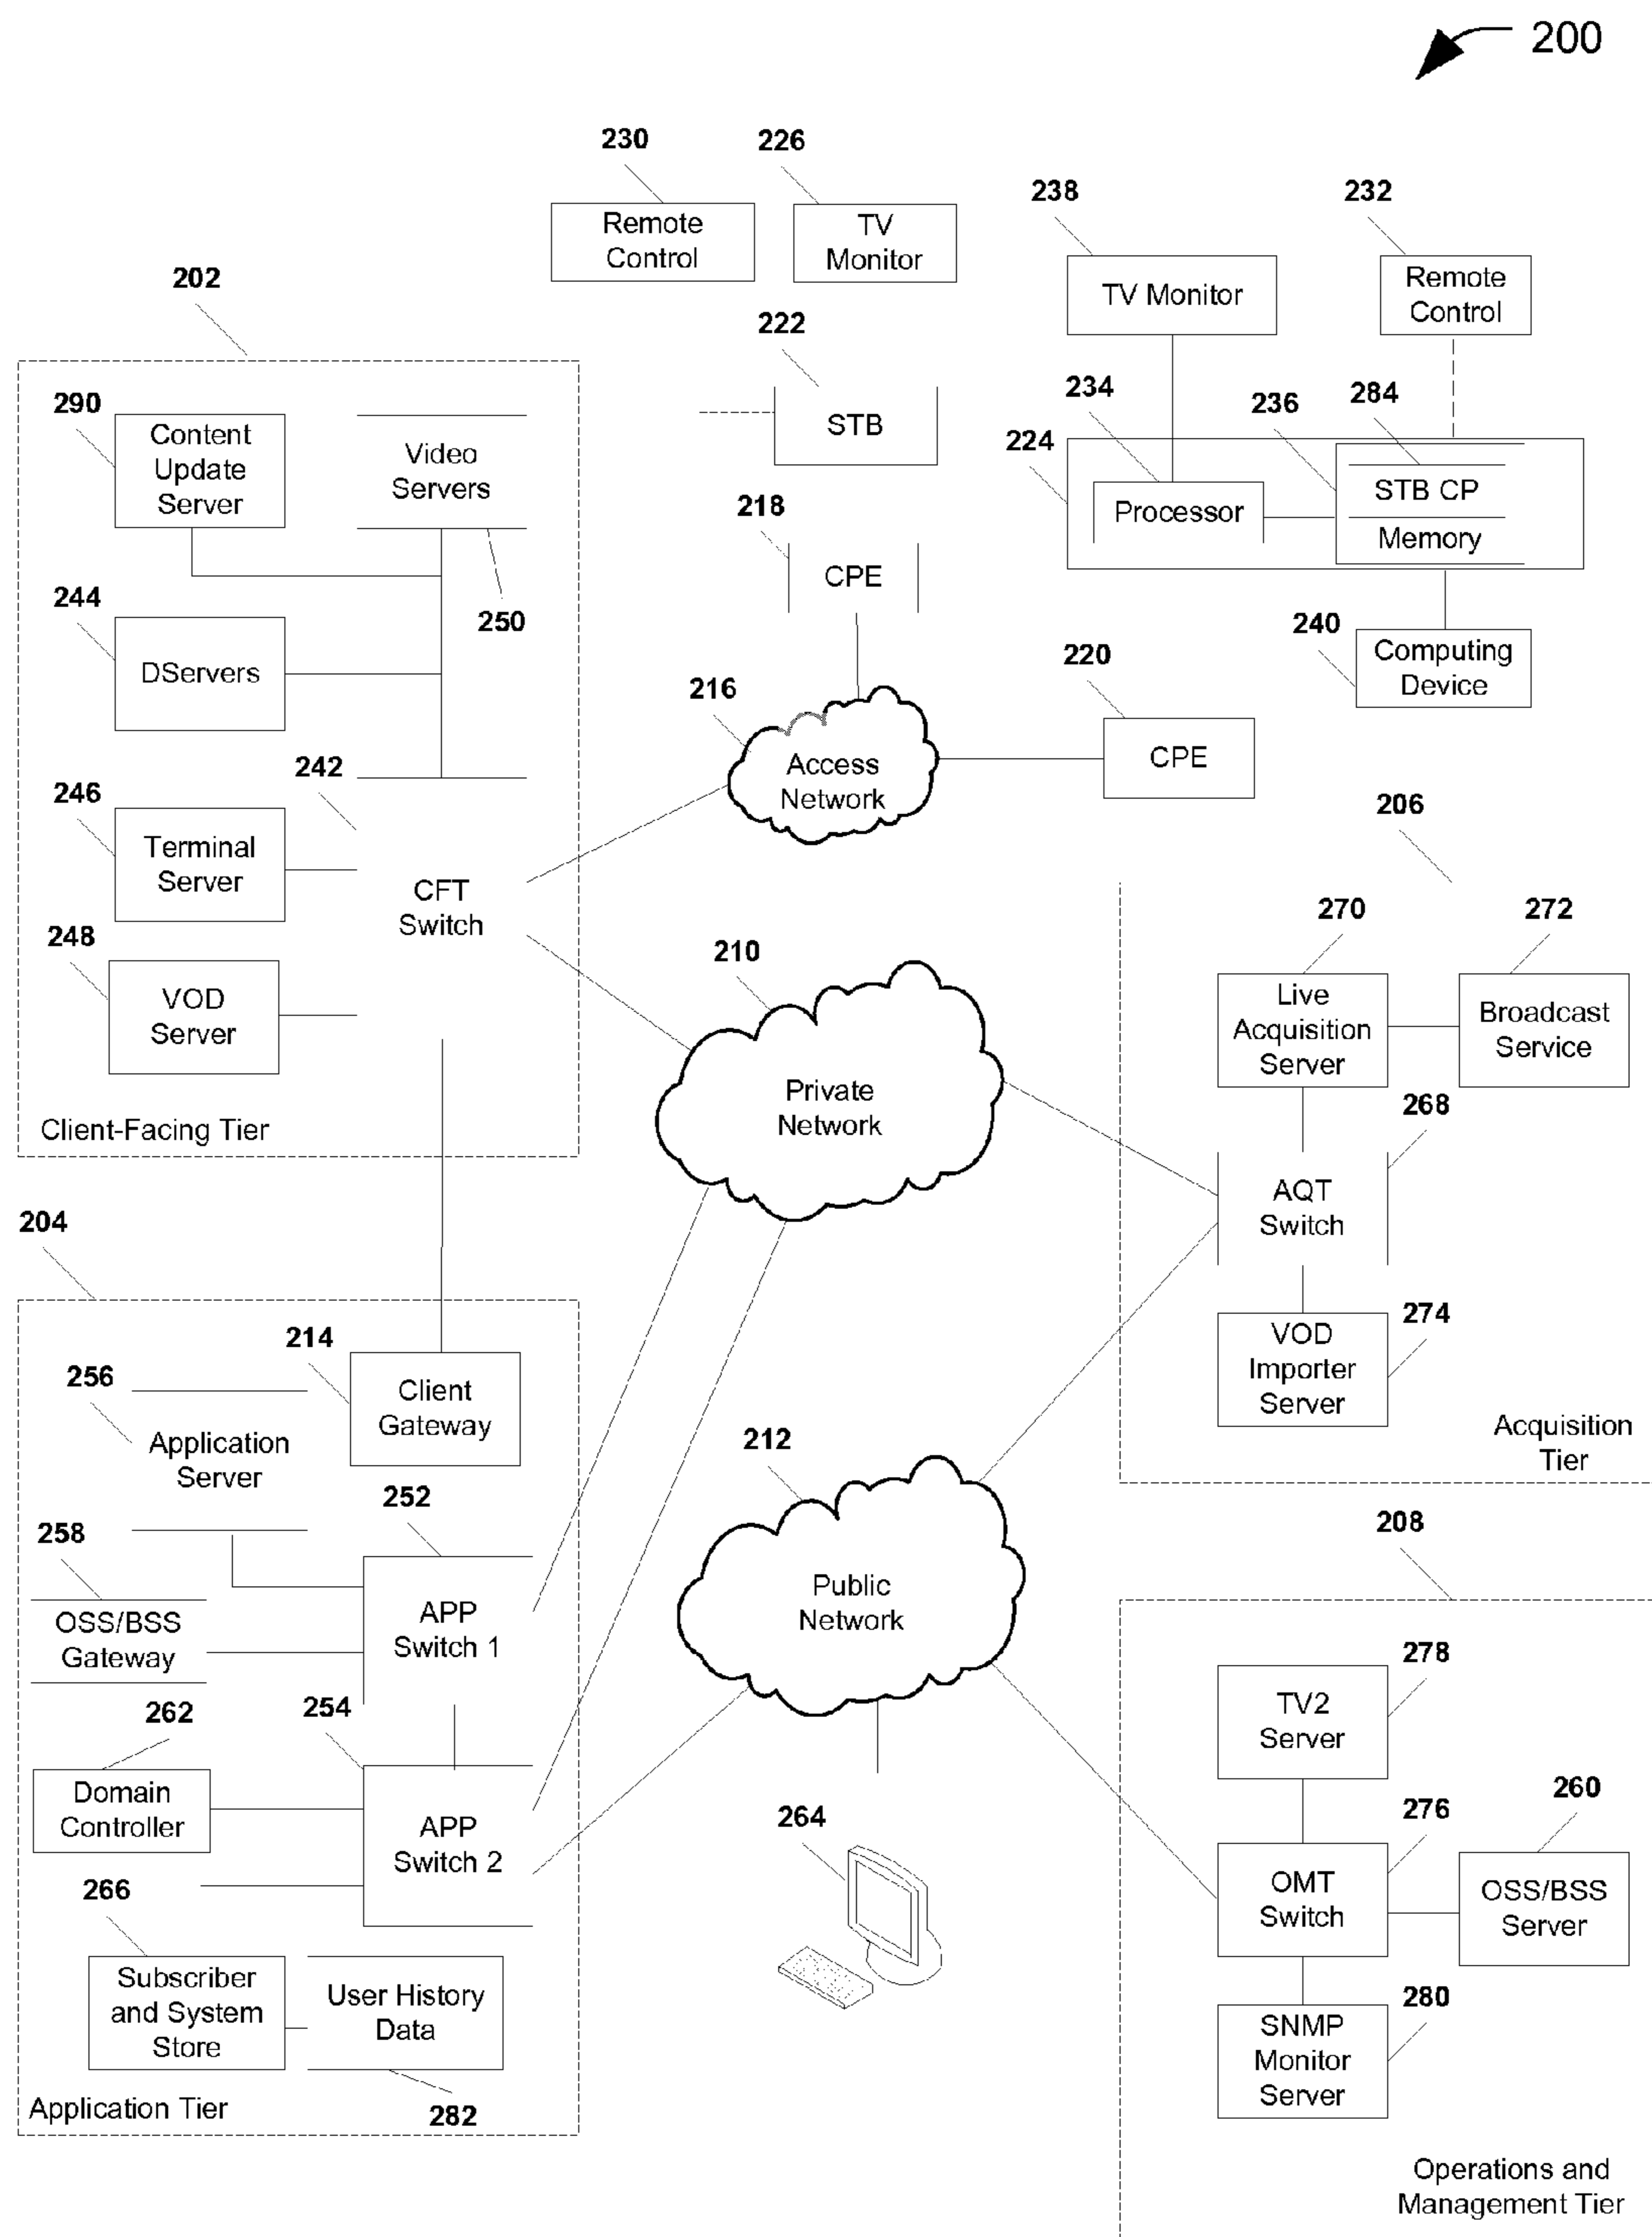 200
230
226
Remote
Control
TV
Monitor
238
232
TV Monitor
Remote
Control
222
STB
234
236
284
224
Processor
STB CP
Memory
218
CPE
240
Computing
Device
220
CPE
216
Access
Network
202
290
Content
Update
Server
Video
Servers
250
244
DServers
242
246
Terminal
Server
CFT
Switch
248
VOD
Server
Client-Facing Tier
210
Private
Network
206
270
272
Live
Acquisition
Server
Broadcast
Service
268
AQT
Switch
274
VOD
Importer
Server
Acquisition
Tier
204
214
Client
Gateway
256
Application
Server
252
258
OSS/BSS
Gateway
APP
Switch 1
262
254
Domain
Controller
APP
Switch 2
266
Subscriber
and System
Store
User History
Data
282
Application Tier
212
Public
Network
264
208
278
TV2
Server
276
260
OMT
Switch
OSS/BSS
Server
280
SNMP
Monitor
Server
Operations and
Management Tier